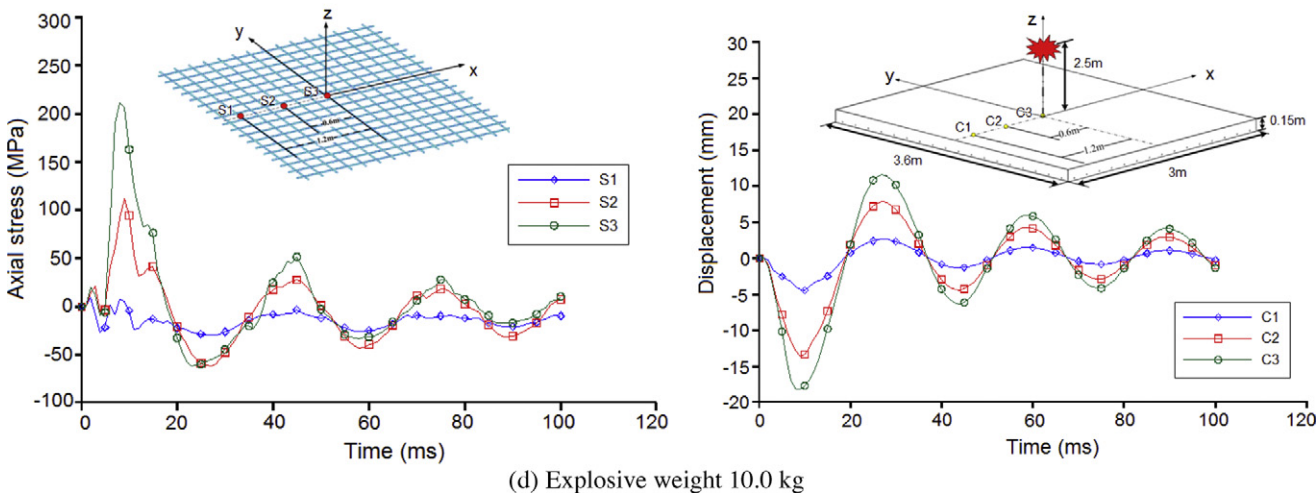 Axial stress (MPa)
300
250
200
150
100
50
0
-50
-100
0
20
40
60
80
100
120
Time (ms)
z
y
x
S3
S2
S1
0.6m
1.2m
S1
S2
S3
Displacement (mm)
30
25
20
15
10
5
0
-5
-10
-15
-20
0
20
40
60
80
100
120
Time (ms)
z
2.5m
y
x
C3
C2
C1
0.6m
1.2m
0.15m
3.6m
3m
C1
C2
C3
(d) Explosive weight 10.0 kg